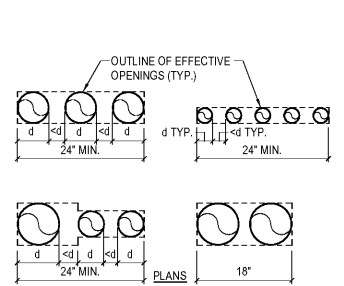 OUTLINE OF EFFECTIVE
OPENINGS (TYP.)
d <d d <d d
24" MIN.
d TYP. <d TYP.
24" MIN.
d <d d <d d
24" MIN.
PLANS
18"